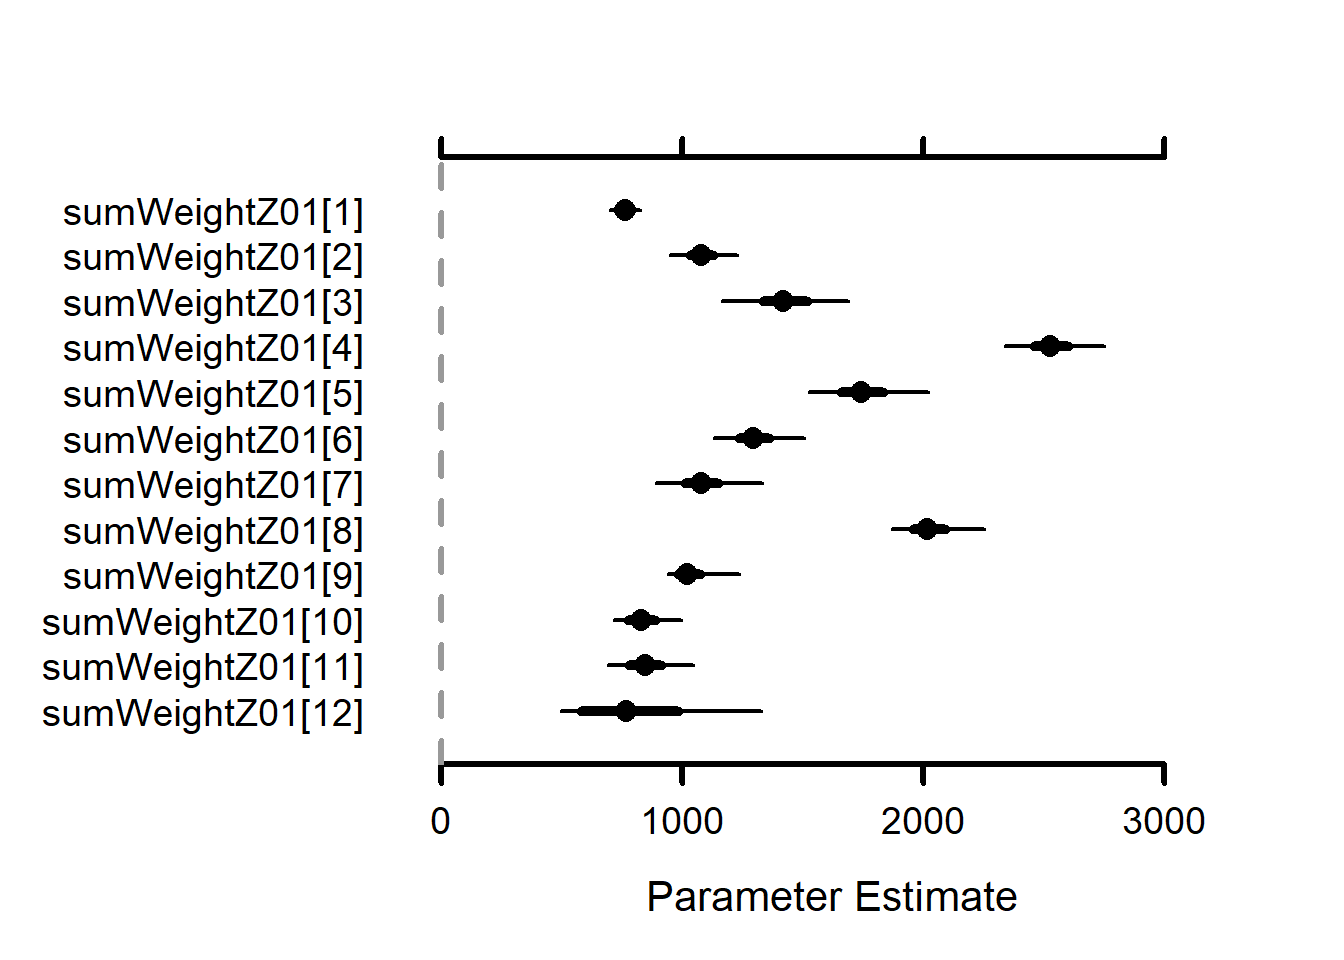 sumWeightZ01[1]
sumWeightZ01[2]
sumWeightZ01[3]
sumWeightZ01[4]
sumWeightZ01[5]
sumWeightZ01[6]
sumWeightZ01[7]
sumWeightZ01[8]
sumWeightZ01[9]
sumWeightZ01[10]
sumWeightZ01[11]
sumWeightZ01[12]
0 1000 2000 3000
Parameter Estimate